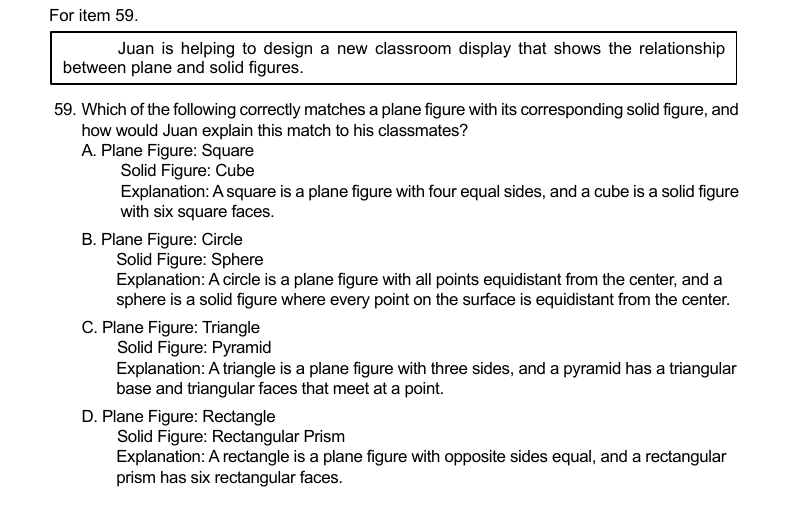 For item 59.
Juan is helping to design a new classroom display that shows the relationship
between plane and solid figures.
59. Which of the following correctly matches a plane figure with its corresponding solid figure, and
how would Juan explain this match to his classmates?
A. Plane Figure: Square
Solid Figure: Cube
Explanation: A square is a plane figure with four equal sides, and a cube is a solid figure
with six square faces.
B. Plane Figure: Circle
Solid Figure: Sphere
Explanation: A circle is a plane figure with all points equidistant from the center, and a
sphere is a solid figure where every point on the surface is equidistant from the center.
C. Plane Figure: Triangle
Solid Figure: Pyramid
Explanation: A triangle is a plane figure with three sides, and a pyramid has a triangular
base and triangular faces that meet at a point.
D. Plane Figure: Rectangle
Solid Figure: Rectangular Prism
Explanation: A rectangle is a plane figure with opposite sides equal, and a rectangular
prism has six rectangular faces.